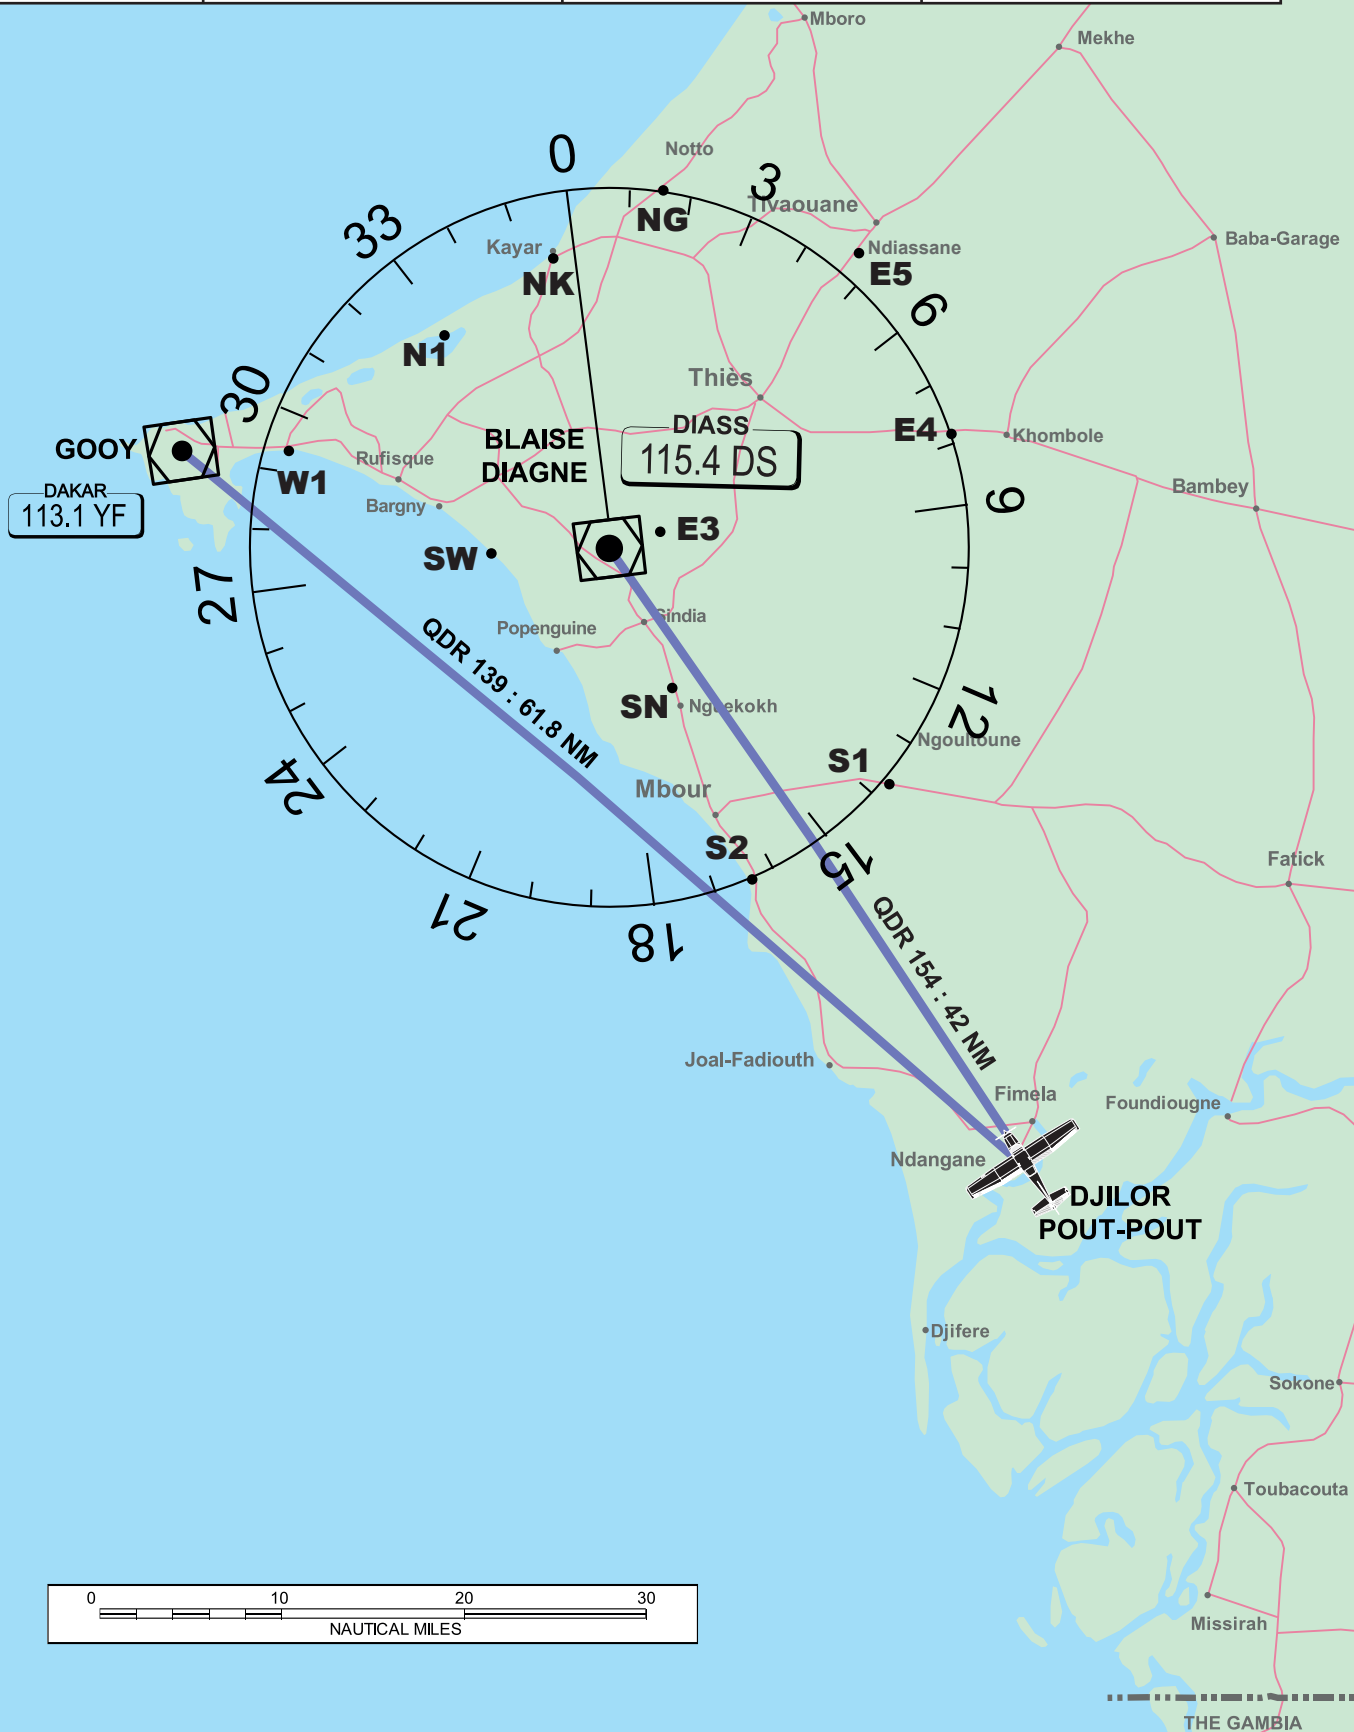 Mboro
Mekhe
0
Notto
3
NG
Tivaouane
33
Kayar
Ndiassane
Baba-Garage
NK
E5
6
N1
Thiès
30
DIASS
BLAISE
DIAGNE
115.4 DS
E4
Khombole
GOOY
Rufisque
W1
Bambey
DAKAR
113.1 YF
Bargny
9
E3
SW
27
Sindia
Popenguine
QDR 139 : 61.8 NM
SN
Nguekokh
12
Ngoultoune
S1
24
Mbour
S2
15
Fatick
21
18
QDR 154 : 42 NM
Joal-Fadiouth
Fimela
Foundiougne
Ndangane
DJILOR
POUT-POUT
Djifere
Sokone
Toubacouta
0 10 20 30
NAUTICAL MILES
Missirah
THE GAMBIA